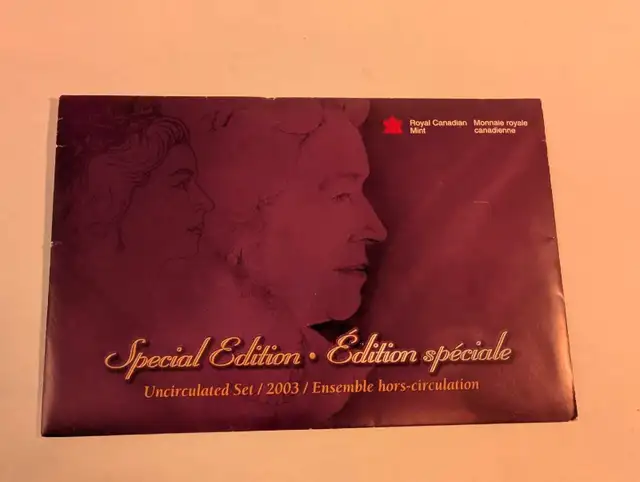 Royal Canadian Mint
Monnaie royale canadienne
Special Edition • Édition spéciale
Uncirculated Set / 2003 / Ensemble hors-circulation